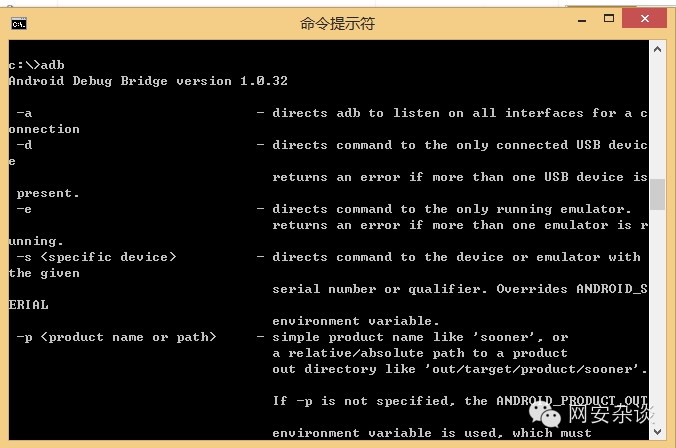 命令提示符
C:\.
c:\>adb
Android Debug Bridge version 1.0.32
-a                            - directs adb to listen on all interfaces for a c
onnection
-d                            - directs command to the only connected USB devic
e
returns an error if more than one USB device is
present.
-e                            - directs command to the only running emulator.
returns an error if more than one emulator is r
unning.
-s <specific device>          - directs command to the device or emulator with
the given
serial number or qualifier. Overrides ANDROID_S
ERIAL
environment variable.
-p <product name or path>     - simple product name like 'sooner', or
a relative/absolute path to a product
out directory like 'out/target/product/sooner'.
If -p is not specified, the ANDROID_PRODUCT_OUT
environment variable is used, which must
网安杂谈